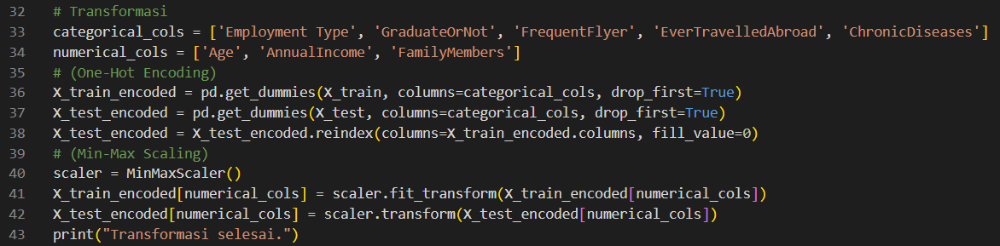 32 # Transformasi
33 categorical_cols = ['Employment Type', 'GraduateOrNot', 'FrequentFlyer', 'EverTravelledAbroad', 'ChronicDiseases']
34 numerical_cols = ['Age', 'AnnualIncome', 'FamilyMembers']
35 # (One-Hot Encoding)
36 X_train_encoded = pd.get_dummies(X_train, columns=categorical_cols, drop_first=True)
37 X_test_encoded = pd.get_dummies(X_test, columns=categorical_cols, drop_first=True)
38 X_test_encoded = X_test_encoded.reindex(columns=X_train_encoded.columns, fill_value=0)
39 # (Min-Max Scaling)
40 scaler = MinMaxScaler()
41 X_train_encoded[numerical_cols] = scaler.fit_transform(X_train_encoded[numerical_cols])
42 X_test_encoded[numerical_cols] = scaler.transform(X_test_encoded[numerical_cols])
43 print("Transformasi selesai.")